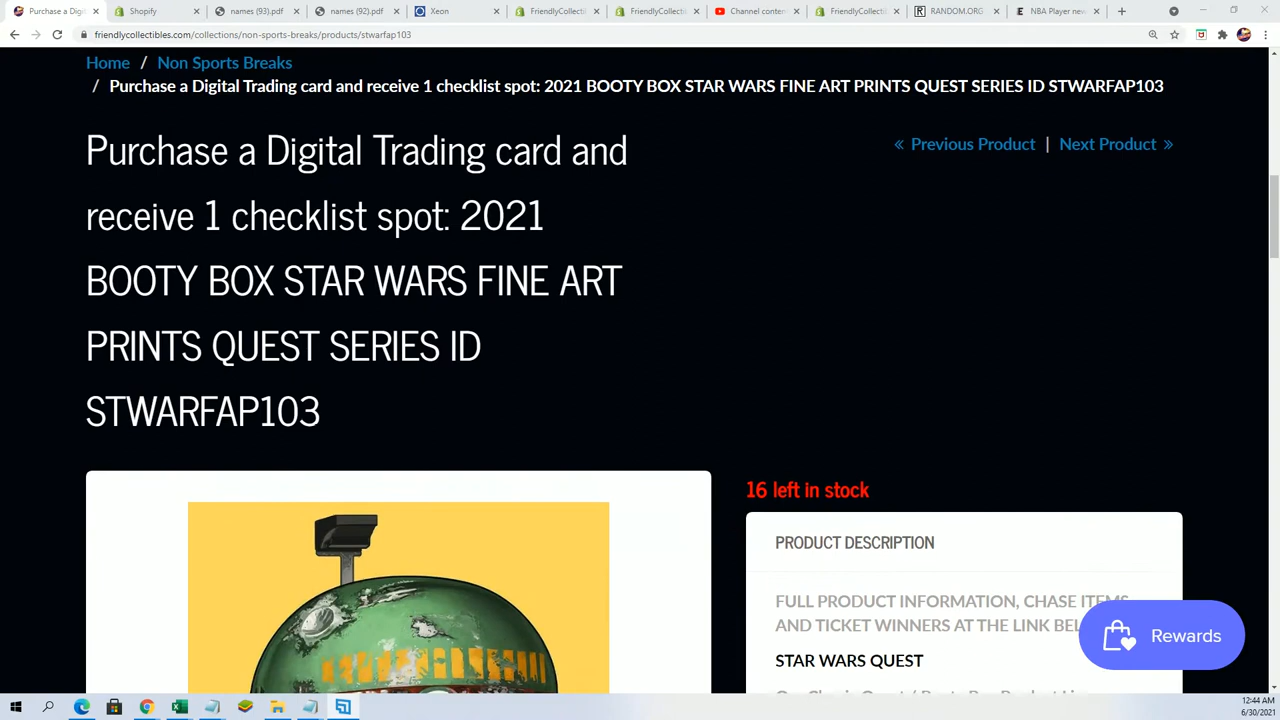 Purchase a Digi
Shopify
names (93).pdf
names (92).pdf
Xeon
FriendlyCollectib
FriendlyCollectib
Channel conten
FriendlyCollectib
RANDOM.ORG
NBA Player new
friendlycollectibles.com/collections/non-sports-breaks/products/stwarfap103
Home / Non Sports Breaks
/ Purchase a Digital Trading card and receive 1 checklist spot: 2021 BOOTY BOX STAR WARS FINE ART PRINTS QUEST SERIES ID STWARFAP103
« Previous Product | Next Product »
Purchase a Digital Trading card and
receive 1 checklist spot: 2021
BOOTY BOX STAR WARS FINE ART
PRINTS QUEST SERIES ID
STWARFAP103
16 left in stock
PRODUCT DESCRIPTION
FULL PRODUCT INFORMATION, CHASE ITEMS
AND TICKET WINNERS AT THE LINK BEL
STAR WARS QUEST
Rewards
12:44 AM
6/30/2021